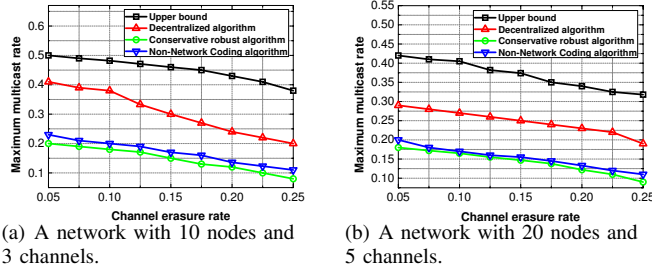 Maximum multicast rate
0.6
0.5
0.4
0.3
0.2
0.1
0.05 0.10 0.15 0.20 0.25
Channel erasure rate
Upper bound
Decentralized algorithm
Conservative robust algorithm
Non-Network Coding algorithm
(a) A network with 10 nodes and
3 channels.
Maximum multicast rate
0.55
0.50
0.45
0.40
0.35
0.30
0.25
0.20
0.15
0.10
0.05 0.10 0.15 0.20 0.25
Channel erasure rate
Upper bound
Decentralized algorithm
Conservative robust algorithm
Non-Network Coding algorithm
(b) A network with 20 nodes and
5 channels.